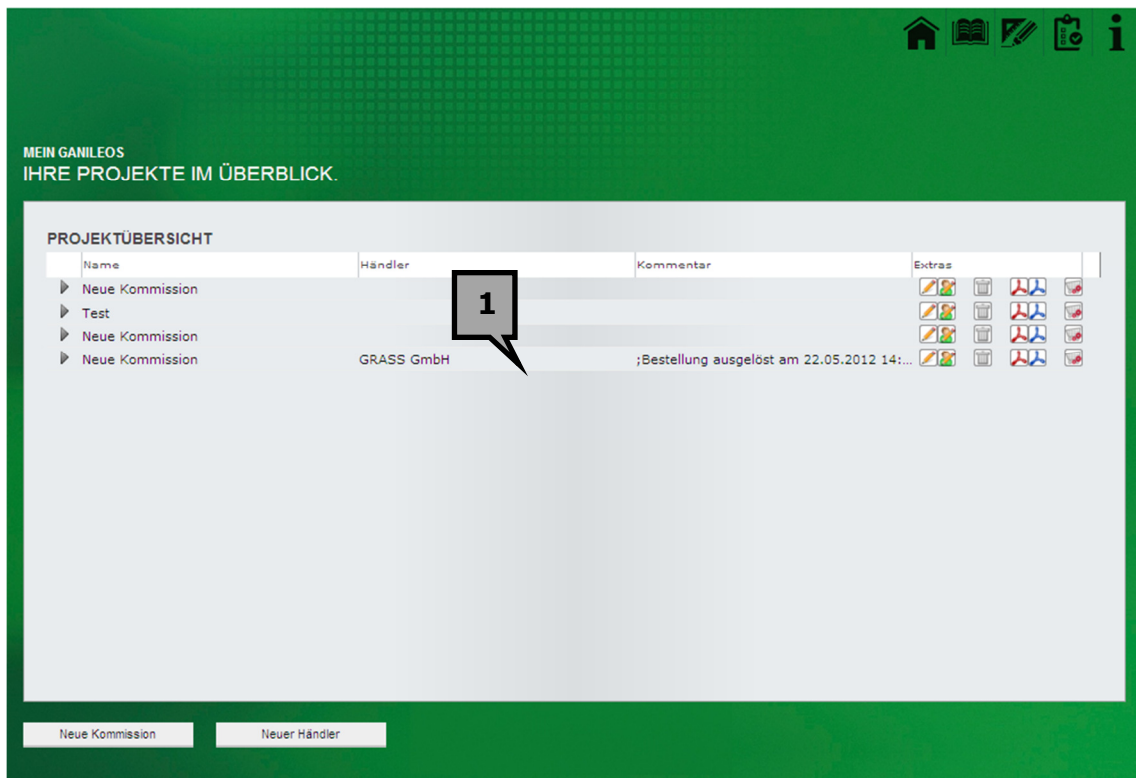 MEIN GANILEOS
IHRE PROJEKTE IM ÜBERBLICK.
PROJEKTÜBERSICHT
Name Händler Kommentar Extras
Neue Kommission
1
Test
Neue Kommission
Neue Kommission GRASS GmbH ;Bestellung ausgelöst am 22.05.2012 14:...
Neue Kommission Neuer Händler